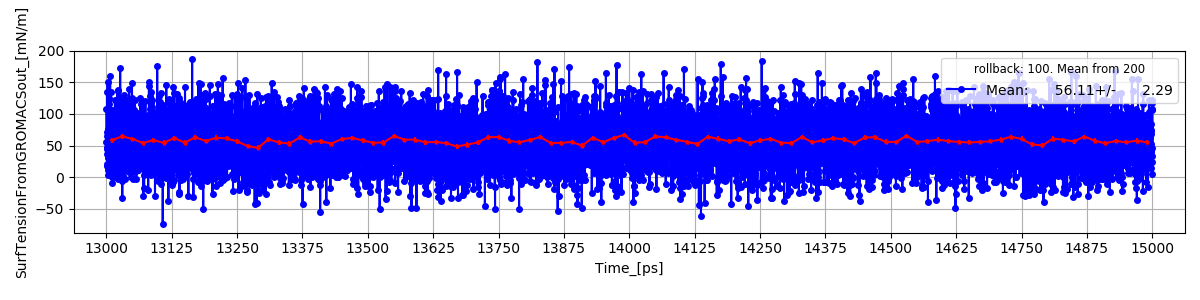 SurfTensionFromGROMACSout_[mN/m]
200
150
100
50
0
−50
rollback: 100. Mean from 200
Mean: 56.11+/- 2.29
13000 13125 13250 13375 13500 13625 13750 13875 14000 14125 14250 14375 14500 14625 14750 14875 15000
Time_[ps]